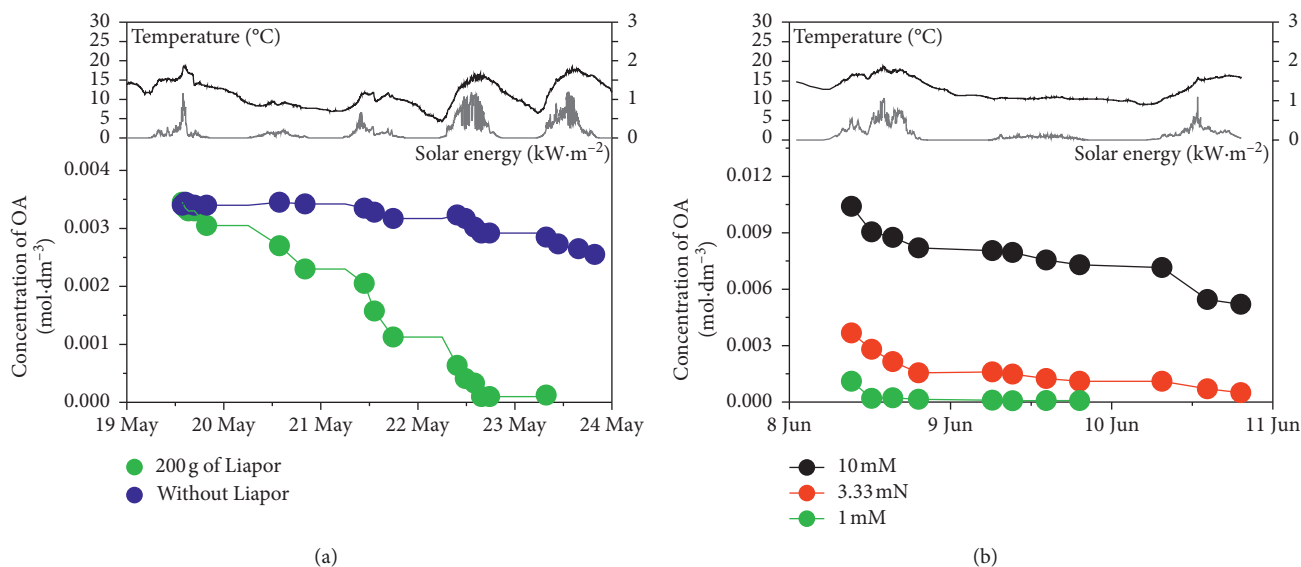 30
25
20
15
10
5
0
Temperature (°C)
3
2
1
0
Solar energy (kW·m−2)
0.004
0.003
0.002
0.001
0.000
Concentration of OA
(mol·dm−3)
19 May
20 May
21 May
22 May
23 May
24 May
200 g of Liapor
Without Liapor
(a)
30
25
20
15
10
5
0
Temperature (°C)
3
2
1
0
Solar energy (kW·m−2)
0.012
0.009
0.006
0.003
0.000
Concentration of OA
(mol·dm−3)
8 Jun
9 Jun
10 Jun
11 Jun
10 mM
3.33 mN
1 mM
(b)